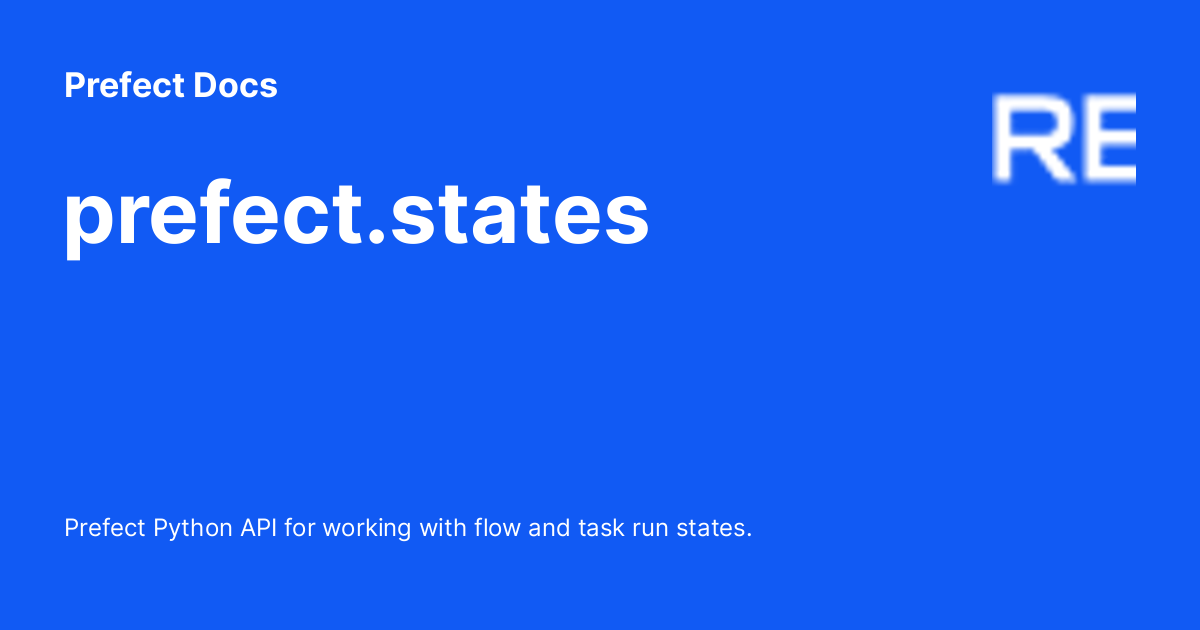 Prefect Docs
RE
prefect.states
Prefect Python API for working with flow and task run states.